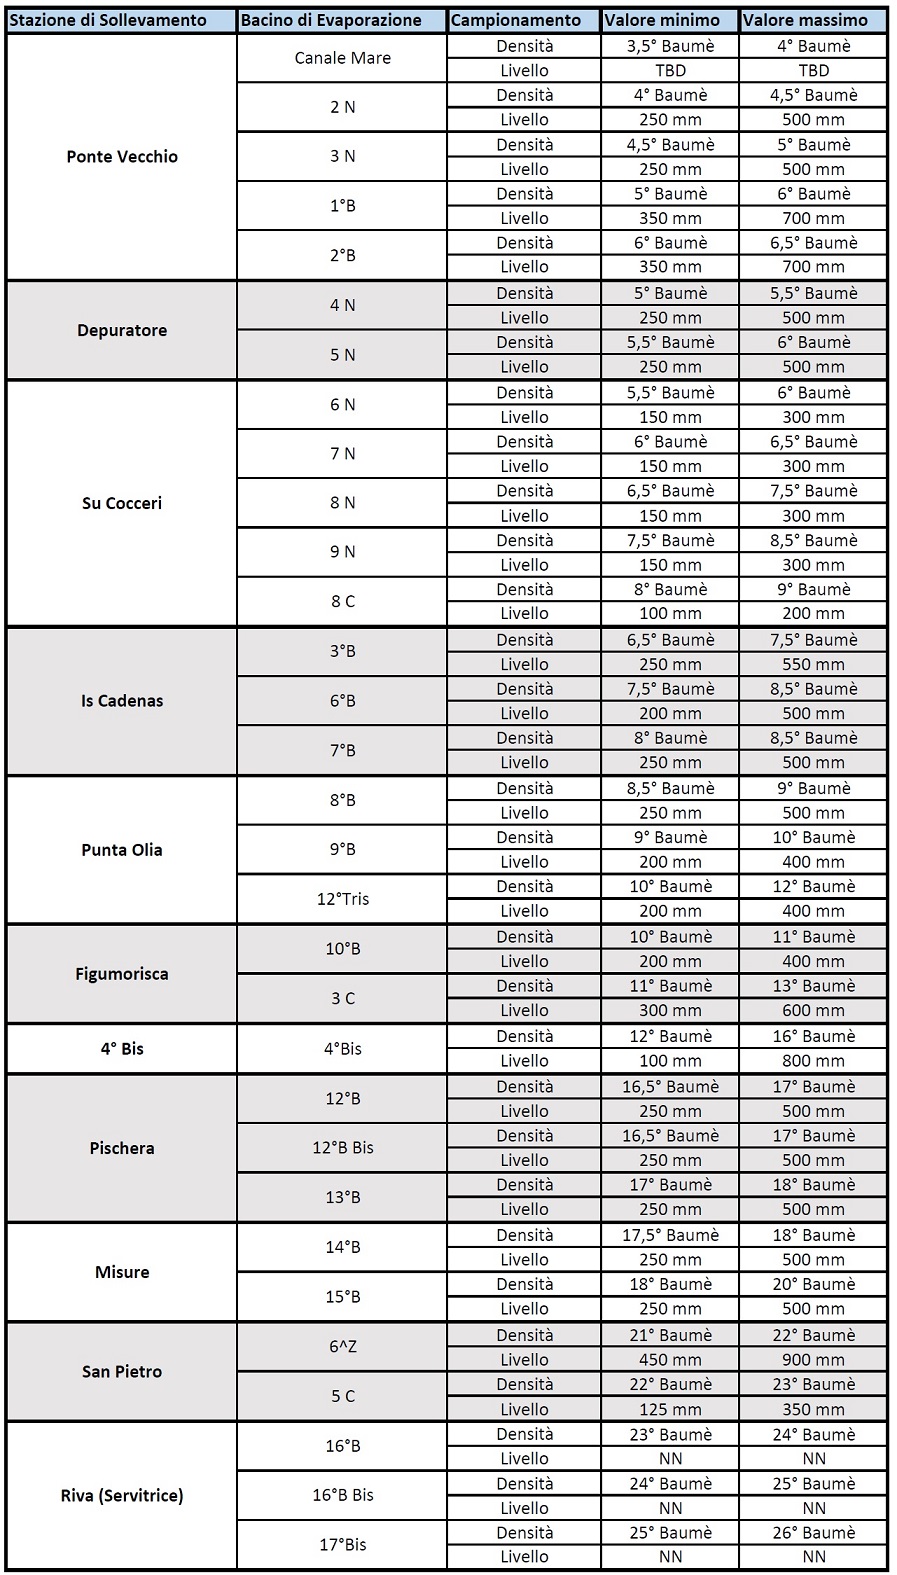 Stazione di Sollevamento Bacino di Evaporazione Campionamento Valore minimo Valore massimo
Ponte Vecchio
Canale Mare
Densità 3,5° Baumè 4° Baumè
Livello TBD TBD
2 N
Densità 4° Baumè 4,5° Baumè
Livello 250 mm 500 mm
3 N
Densità 4,5° Baumè 5° Baumè
Livello 250 mm 500 mm
1°B
Densità 5° Baumè 6° Baumè
Livello 350 mm 700 mm
2°B
Densità 6° Baumè 6,5° Baumè
Livello 350 mm 700 mm
Depuratore
4 N
Densità 5° Baumè 5,5° Baumè
Livello 250 mm 500 mm
5 N
Densità 5,5° Baumè 6° Baumè
Livello 250 mm 500 mm
Su Cocceri
6 N
Densità 5,5° Baumè 6° Baumè
Livello 150 mm 300 mm
7 N
Densità 6° Baumè 6,5° Baumè
Livello 150 mm 300 mm
8 N
Densità 6,5° Baumè 7,5° Baumè
Livello 150 mm 300 mm
9 N
Densità 7,5° Baumè 8,5° Baumè
Livello 150 mm 300 mm
8 C
Densità 8° Baumè 9° Baumè
Livello 100 mm 200 mm
Is Cadenas
3°B
Densità 6,5° Baumè 7,5° Baumè
Livello 250 mm 550 mm
6°B
Densità 7,5° Baumè 8,5° Baumè
Livello 200 mm 500 mm
7°B
Densità 8° Baumè 8,5° Baumè
Livello 250 mm 500 mm
Punta Olia
8°B
Densità 8,5° Baumè 9° Baumè
Livello 250 mm 500 mm
9°B
Densità 9° Baumè 10° Baumè
Livello 200 mm 400 mm
12°Tris
Densità 10° Baumè 12° Baumè
Livello 200 mm 400 mm
Figumorisca
10°B
Densità 10° Baumè 11° Baumè
Livello 200 mm 400 mm
3 C
Densità 11° Baumè 13° Baumè
Livello 300 mm 600 mm
4° Bis
4°Bis
Densità 12° Baumè 16° Baumè
Livello 100 mm 800 mm
Pischera
12°B
Densità 16,5° Baumè 17° Baumè
Livello 250 mm 500 mm
12°B Bis
Densità 16,5° Baumè 17° Baumè
Livello 250 mm 500 mm
13°B
Densità 17° Baumè 18° Baumè
Livello 250 mm 500 mm
Misure
14°B
Densità 17,5° Baumè 18° Baumè
Livello 250 mm 500 mm
15°B
Densità 18° Baumè 20° Baumè
Livello 250 mm 500 mm
San Pietro
6^Z
Densità 21° Baumè 22° Baumè
Livello 450 mm 900 mm
5 C
Densità 22° Baumè 23° Baumè
Livello 125 mm 350 mm
Riva (Servitrice)
16°B
Densità 23° Baumè 24° Baumè
Livello NN NN
16°B Bis
Densità 24° Baumè 25° Baumè
Livello NN NN
17°Bis
Densità 25° Baumè 26° Baumè
Livello NN NN